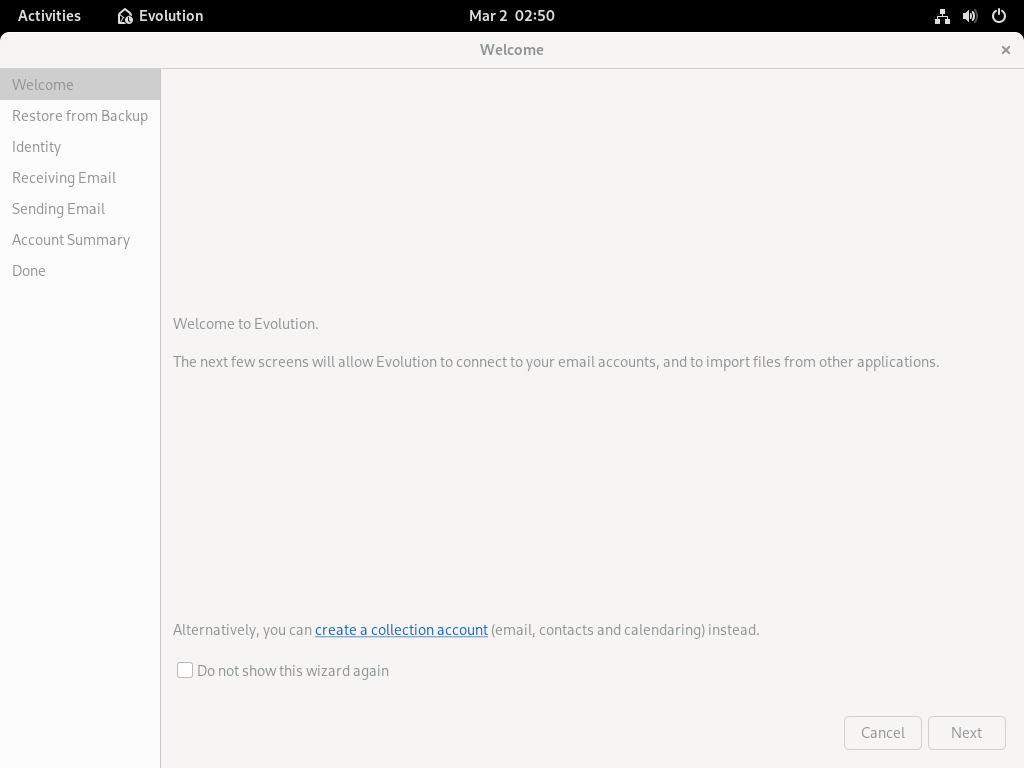 Activities
Evolution
Mar 2 02:50
Welcome
Welcome
Restore from Backup
Identity
Receiving Email
Sending Email
Account Summary
Done
Welcome to Evolution.
The next few screens will allow Evolution to connect to your email accounts, and to import files from other applications.
Alternatively, you can create a collection account (email, contacts and calendaring) instead.
Do not show this wizard again
Cancel
Next